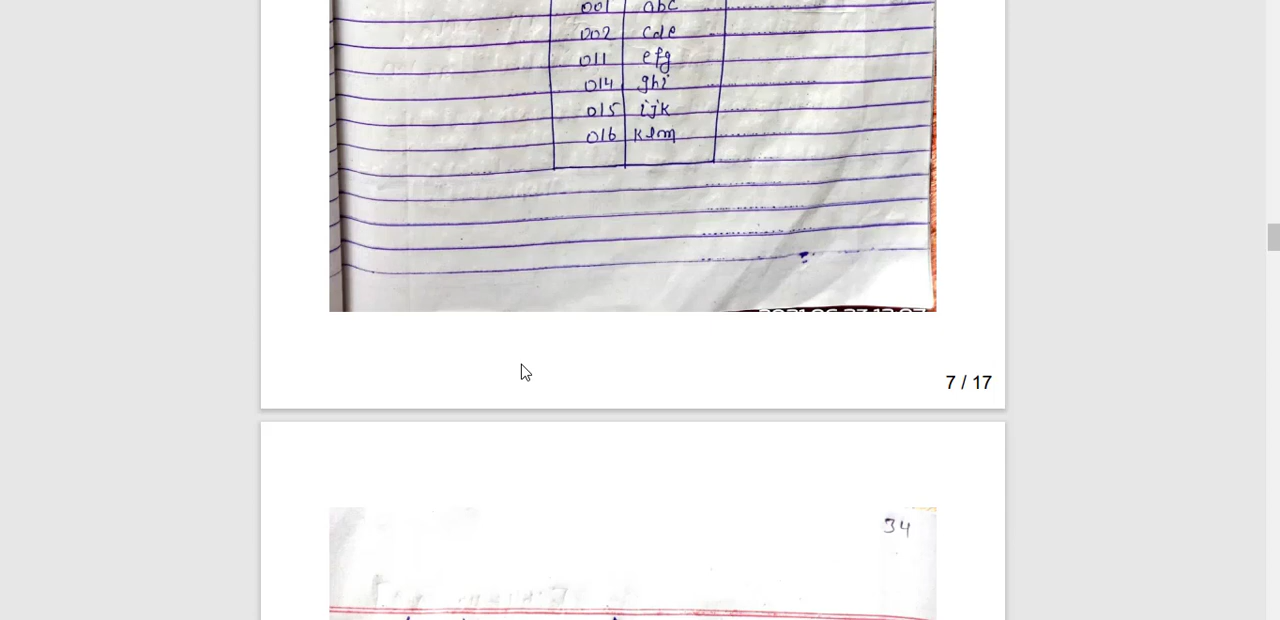 001 abc
002 cde
011 efg
014 ghi
015 ijk
016 klm
7 / 17
34